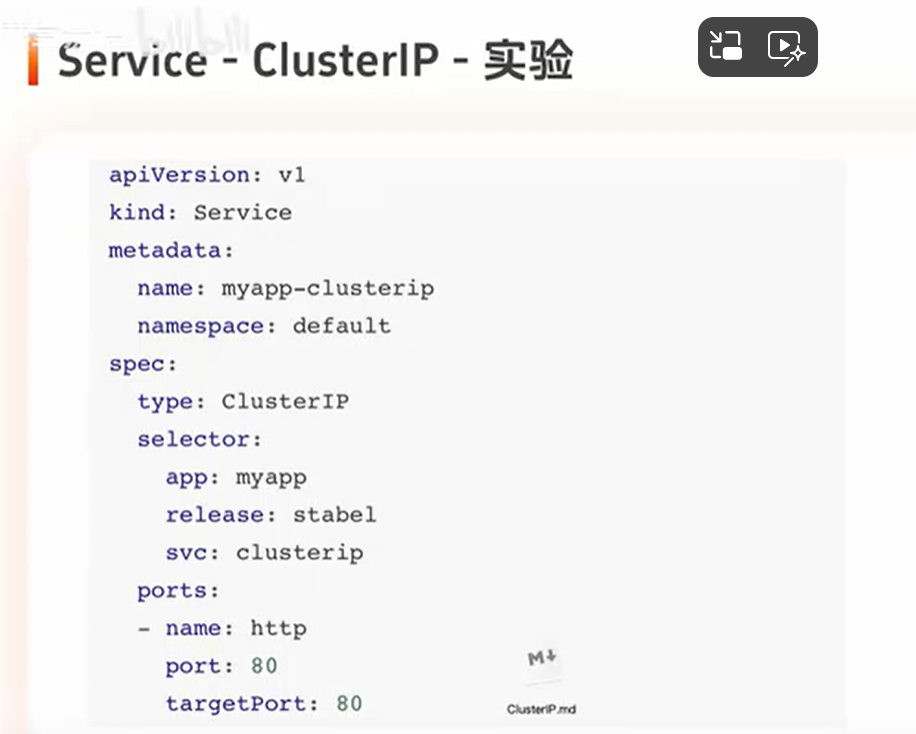 Service - ClusterIP - 实验
apiVersion: v1
kind: Service
metadata:
  name: myapp-clusterip
  namespace: default
spec:
  type: ClusterIP
  selector:
    app: myapp
    release: stabel
    svc: clusterip
  ports:
  - name: http
    port: 80
    targetPort: 80
M↓
ClusterIP.md